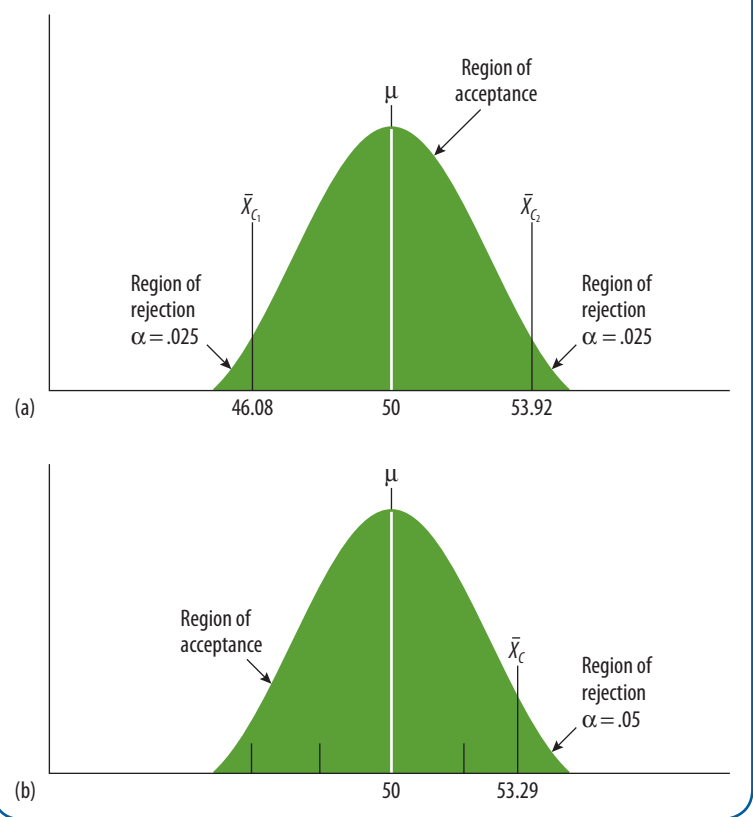 μ
Region of
acceptance
X̄C₁
X̄C₂
Region of
rejection
α = .025
Region of
rejection
α = .025
(a)
46.08
50
53.92
μ
Region of
acceptance
X̄C
Region of
rejection
α = .05
(b)
50
53.29